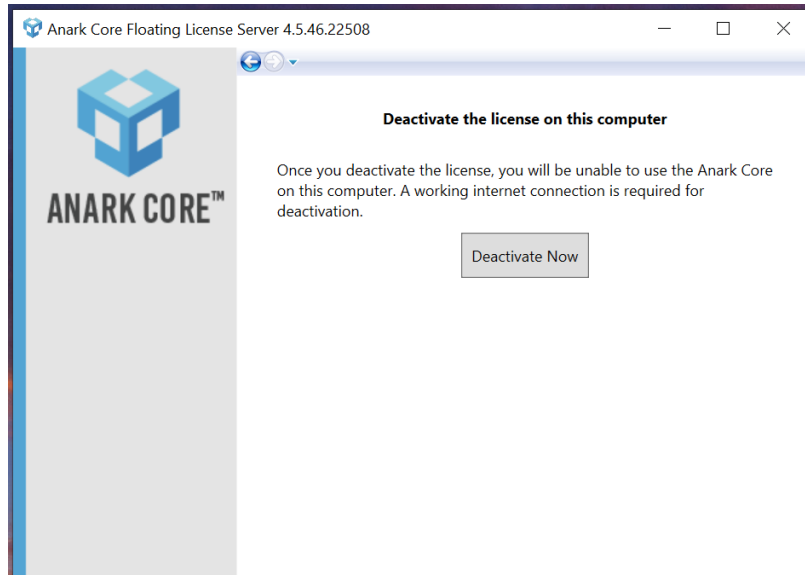 Anark Core Floating License Server 4.5.46.22508
ANARK CORE™
Deactivate the license on this computer
Once you deactivate the license, you will be unable to use the Anark Core
on this computer. A working internet connection is required for
deactivation.
Deactivate Now